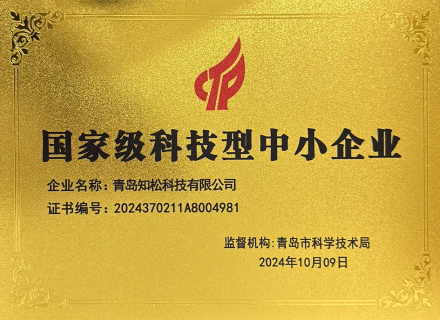 国家级科技型中小企业
企业名称：青岛知松科技有限公司
证书编号：2024370211A8004981
监督机构:青岛市科学技术局
2024年10月09日